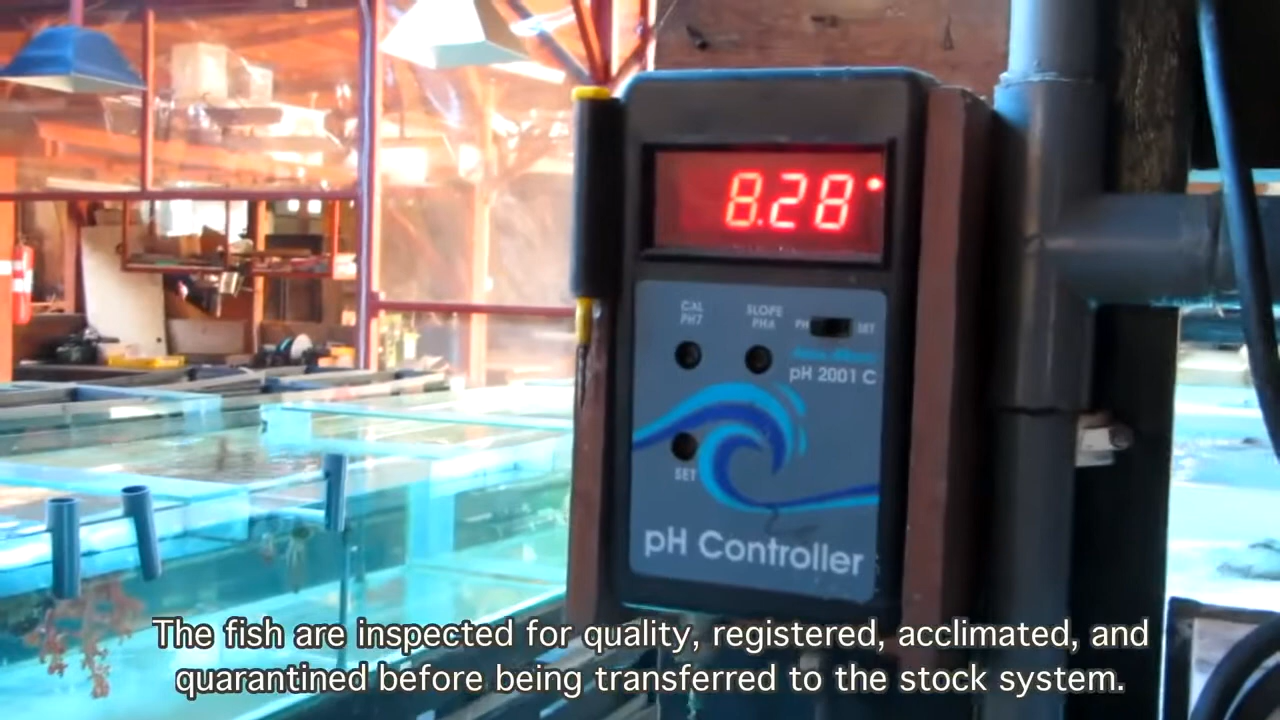 8.28
CAL
PH7
SLOPE
PH4
PH
SET
pH 2001 C
SET
pH Controller
The fish are inspected for quality, registered, acclimated, and
quarantined before being transferred to the stock system.